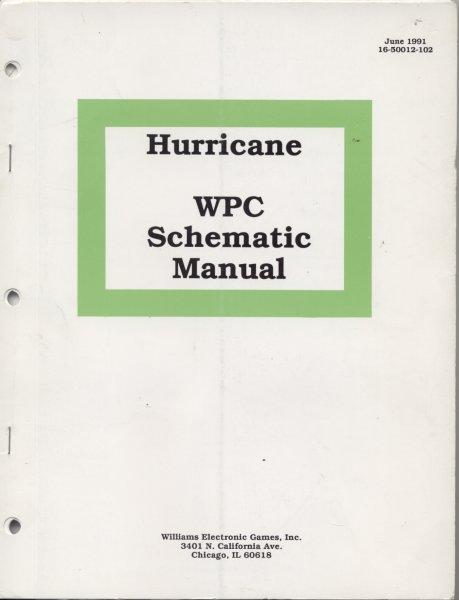 June 1991
16-50012-102
Hurricane
WPC
Schematic
Manual
Williams Electronic Games, Inc.
3401 N. California Ave.
Chicago, IL 60618